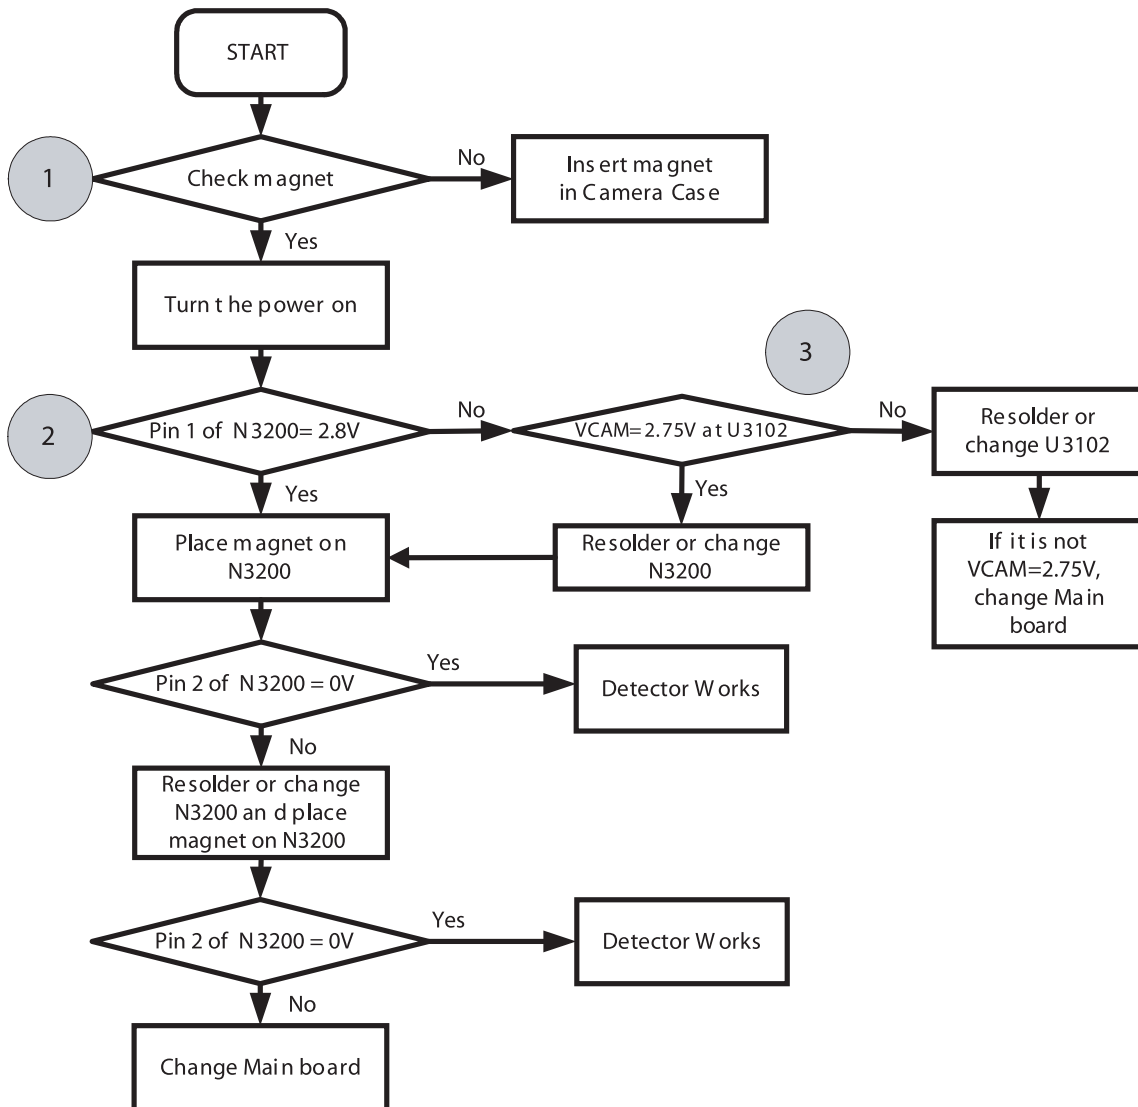 START
1
Check magnet
No
Insert magnet
in Camera Case
Yes
Turn the power on
3
2
Pin 1 of N3200= 2.8V
No
VCAM=2.75V at U3102
No
Resolder or
change U3102
Yes
Yes
Place magnet on
N3200
Resolder or change
N3200
If it is not
VCAM=2.75V,
change Main
board
Pin 2 of N3200 = 0V
Yes
Detector Works
No
Resolder or change
N3200 and place
magnet on N3200
Pin 2 of N3200 = 0V
Yes
Detector Works
No
Change Main board